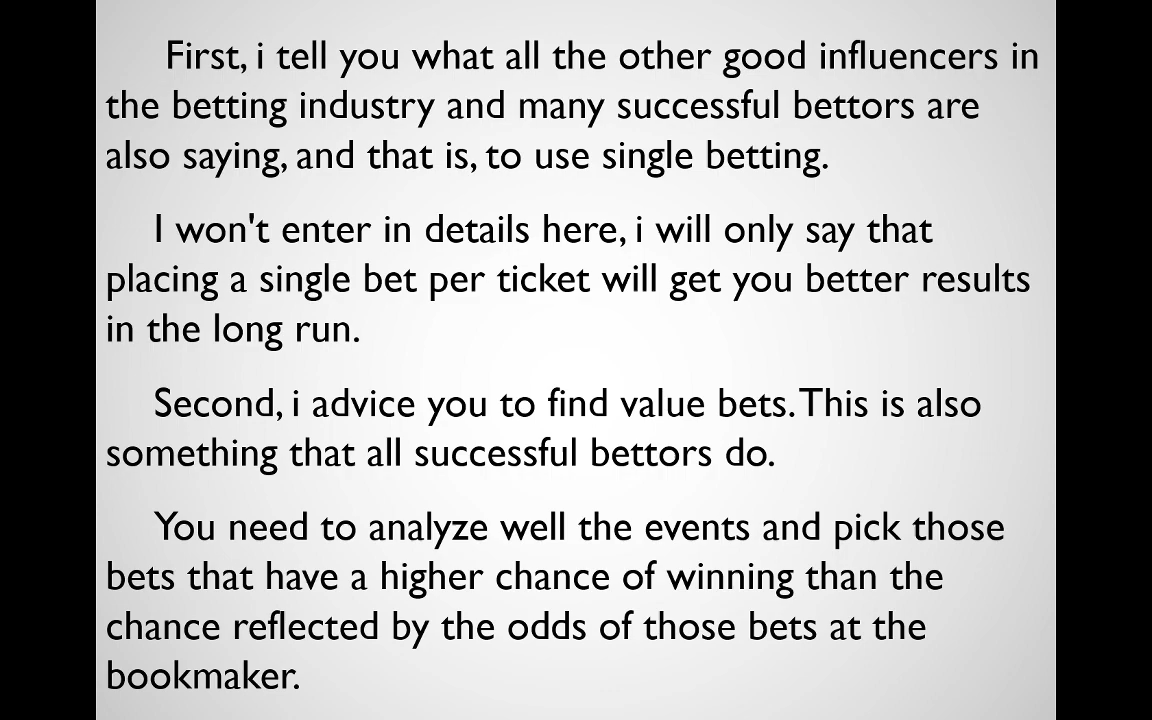 First, i tell you what all the other good influencers in
the betting industry and many successful bettors are
also saying, and that is, to use single betting.
I won't enter in details here, i will only say that
placing a single bet per ticket will get you better results
in the long run.
Second, i advice you to find value bets. This is also
something that all successful bettors do.
You need to analyze well the events and pick those
bets that have a higher chance of winning than the
chance reflected by the odds of those bets at the
bookmaker.